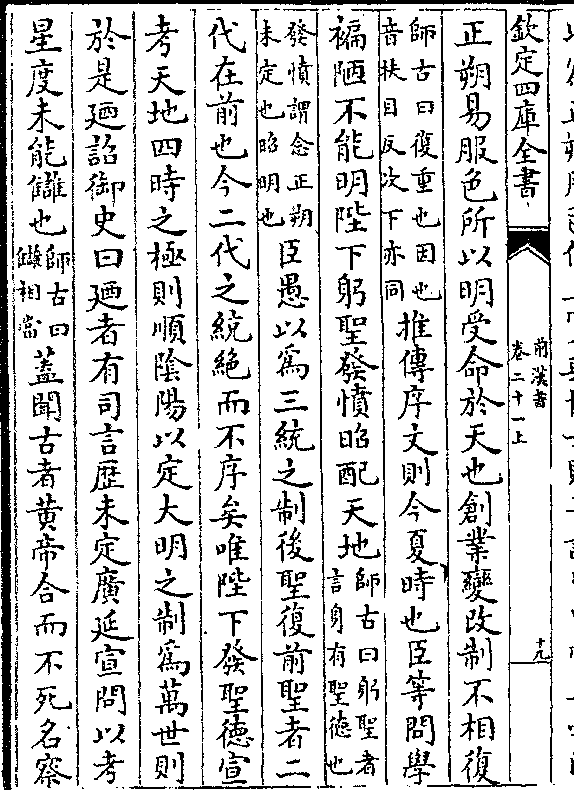 欽定四庫全書
前漢書
卷二十一上
十九
正朔易服色所以明受命於天也創業變改制不相復
師古曰復重也因也
音扶目反次下亦同
推傳序文則今夏時也臣等問學
褊陋不能明陛下躬聖發憤昭配天地
師古曰躬聖者
言身有聖德也
發憤謂念正朔
未定也昭明也
臣愚以爲三統之制後聖復前聖者二
代在前也今二代之統絶而不序矣唯陛下發聖德宣
考天地四時之極則順陰陽以定大明之制爲萬世則
於是廼詔御史曰廼者有司言歴未定廣延宣問以考
星度未能讎也
師古曰
讎相當
蓋聞古者黄帝合而不死名察